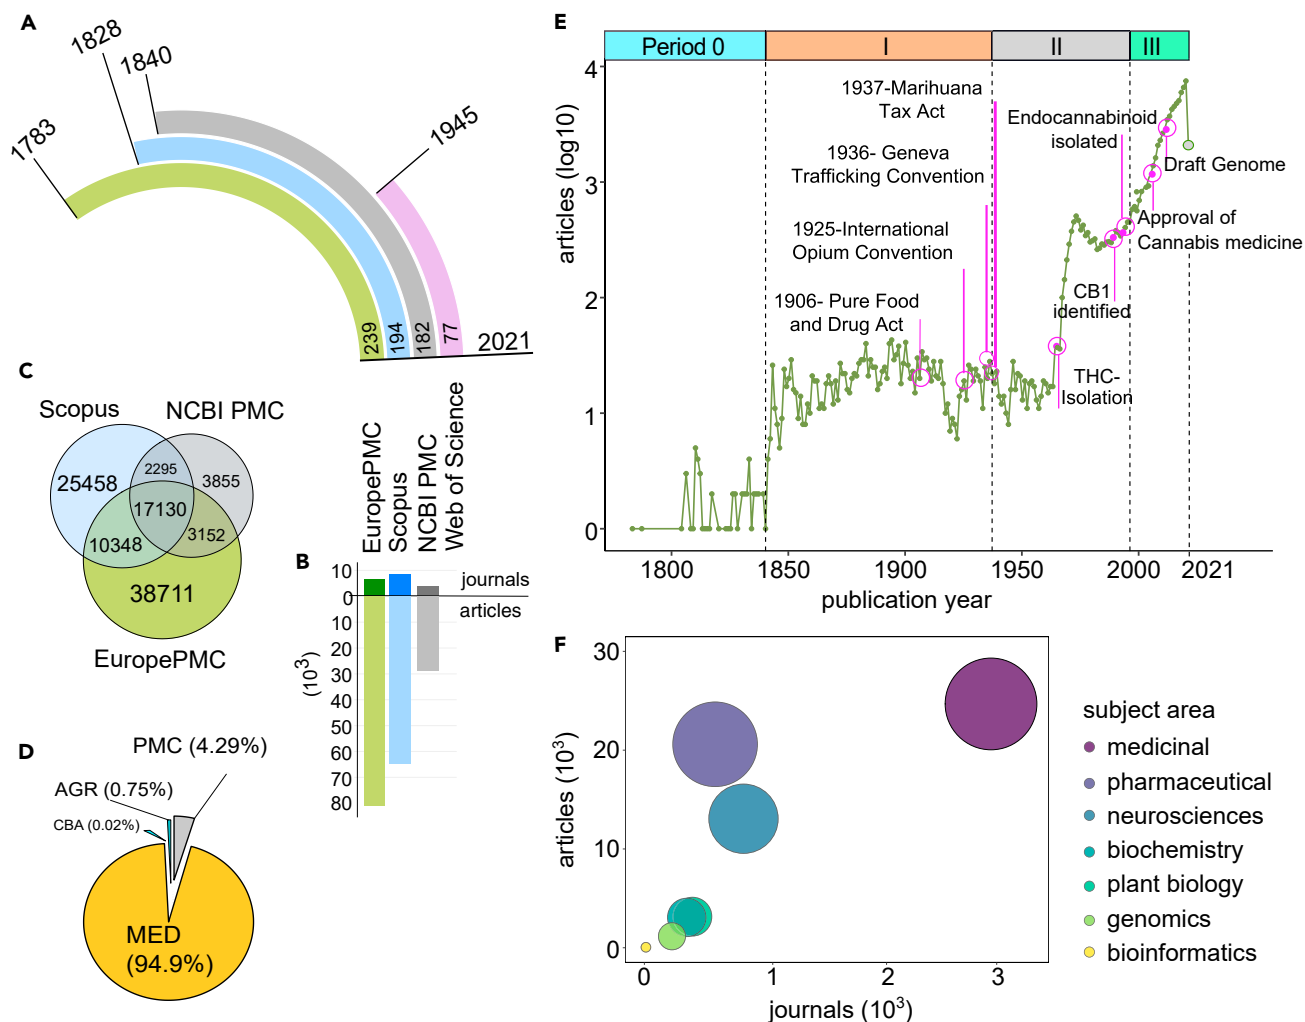 A
1783
1828
1840
1945
239
194
182
77
2021
C
Scopus
NCBI PMC
25458
2295
3855
17130
10348
3152
38711
EuropePMC
B
EuropePMC
Scopus
NCBI PMC
Web of Science
journals
articles
10
0
10
20
30
40
50
60
70
80
(10³)
D
PMC (4.29%)
AGR (0.75%)
CBA (0.02%)
MED
(94.9%)
E
Period 0
I
II
III
4
3
2
1
0
articles (log10)
1937-Marihuana
Tax Act
1936- Geneva
Trafficking Convention
1925-International
Opium Convention
1906- Pure Food
and Drug Act
Endocannabinoid
isolated
Draft Genome
Approval of
Cannabis medicine
CB1
identified
THC-
Isolation
1800
1850
1900
1950
2000
2021
publication year
F
30
20
10
0
articles (10³)
0
1
2
3
journals (10³)
subject area
medicinal
pharmaceutical
neurosciences
biochemistry
plant biology
genomics
bioinformatics